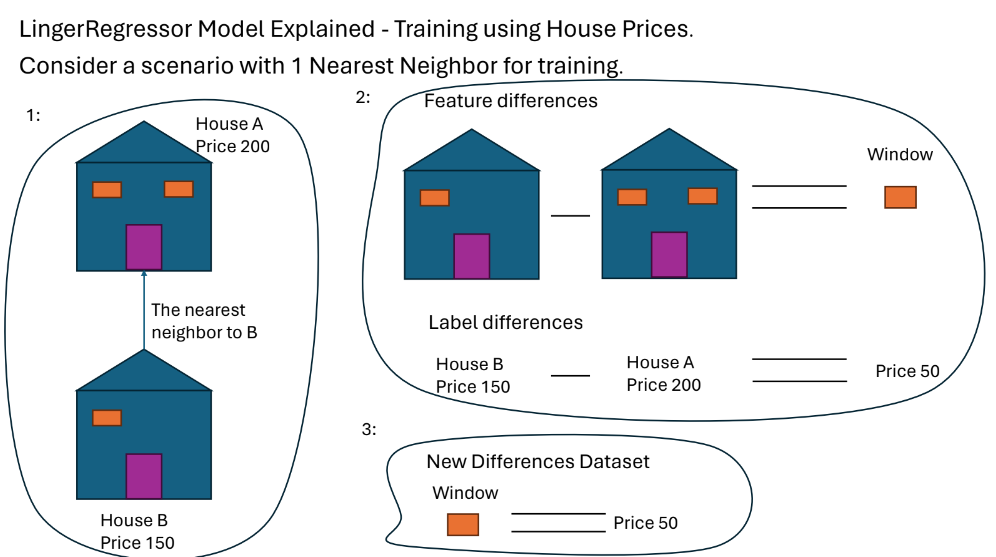 LingerRegressor Model Explained - Training using House Prices.
Consider a scenario with 1 Nearest Neighbor for training.
1:
House A
Price 200
The nearest
neighbor to B
House B
Price 150
2:
Feature differences
Window
Label differences
House B
Price 150
House A
Price 200
Price 50
3:
New Differences Dataset
Window
Price 50